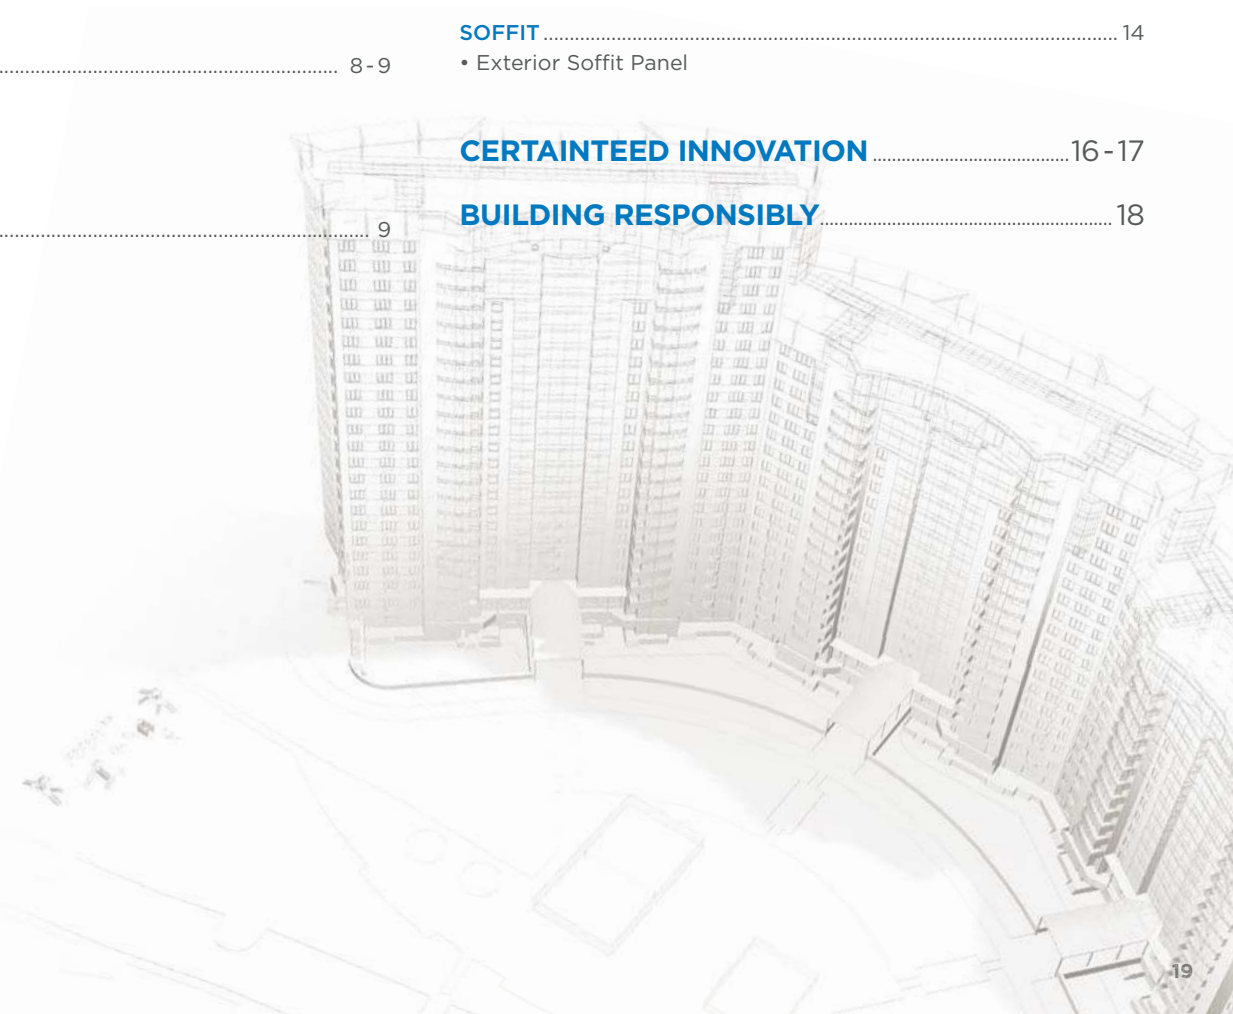 ........ 8-9
........ 9
SOFFIT ........ 14
• Exterior Soffit Panel
CERTAINTEED INNOVATION ........ 16-17
BUILDING RESPONSIBLY ........ 18
19